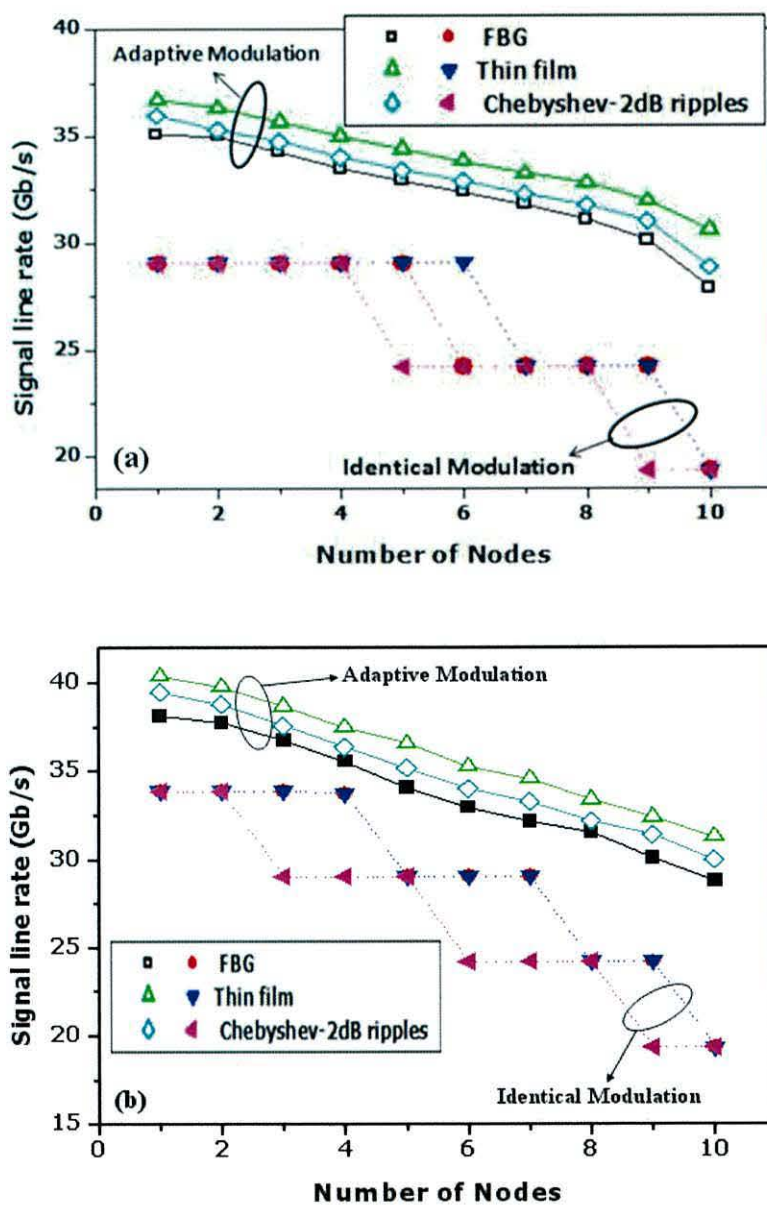 40
35
30
25
20
Signal line rate (Gb/s)
Adaptive Modulation
FBG
Thin film
Chebyshev-2dB ripples
Identical Modulation
(a)
0 2 4 6 8 10
Number of Nodes
40
35
30
25
20
15
Signal line rate (Gb/s)
Adaptive Modulation
FBG
Thin film
Chebyshev-2dB ripples
Identical Modulation
(b)
0 2 4 6 8 10
Number of Nodes